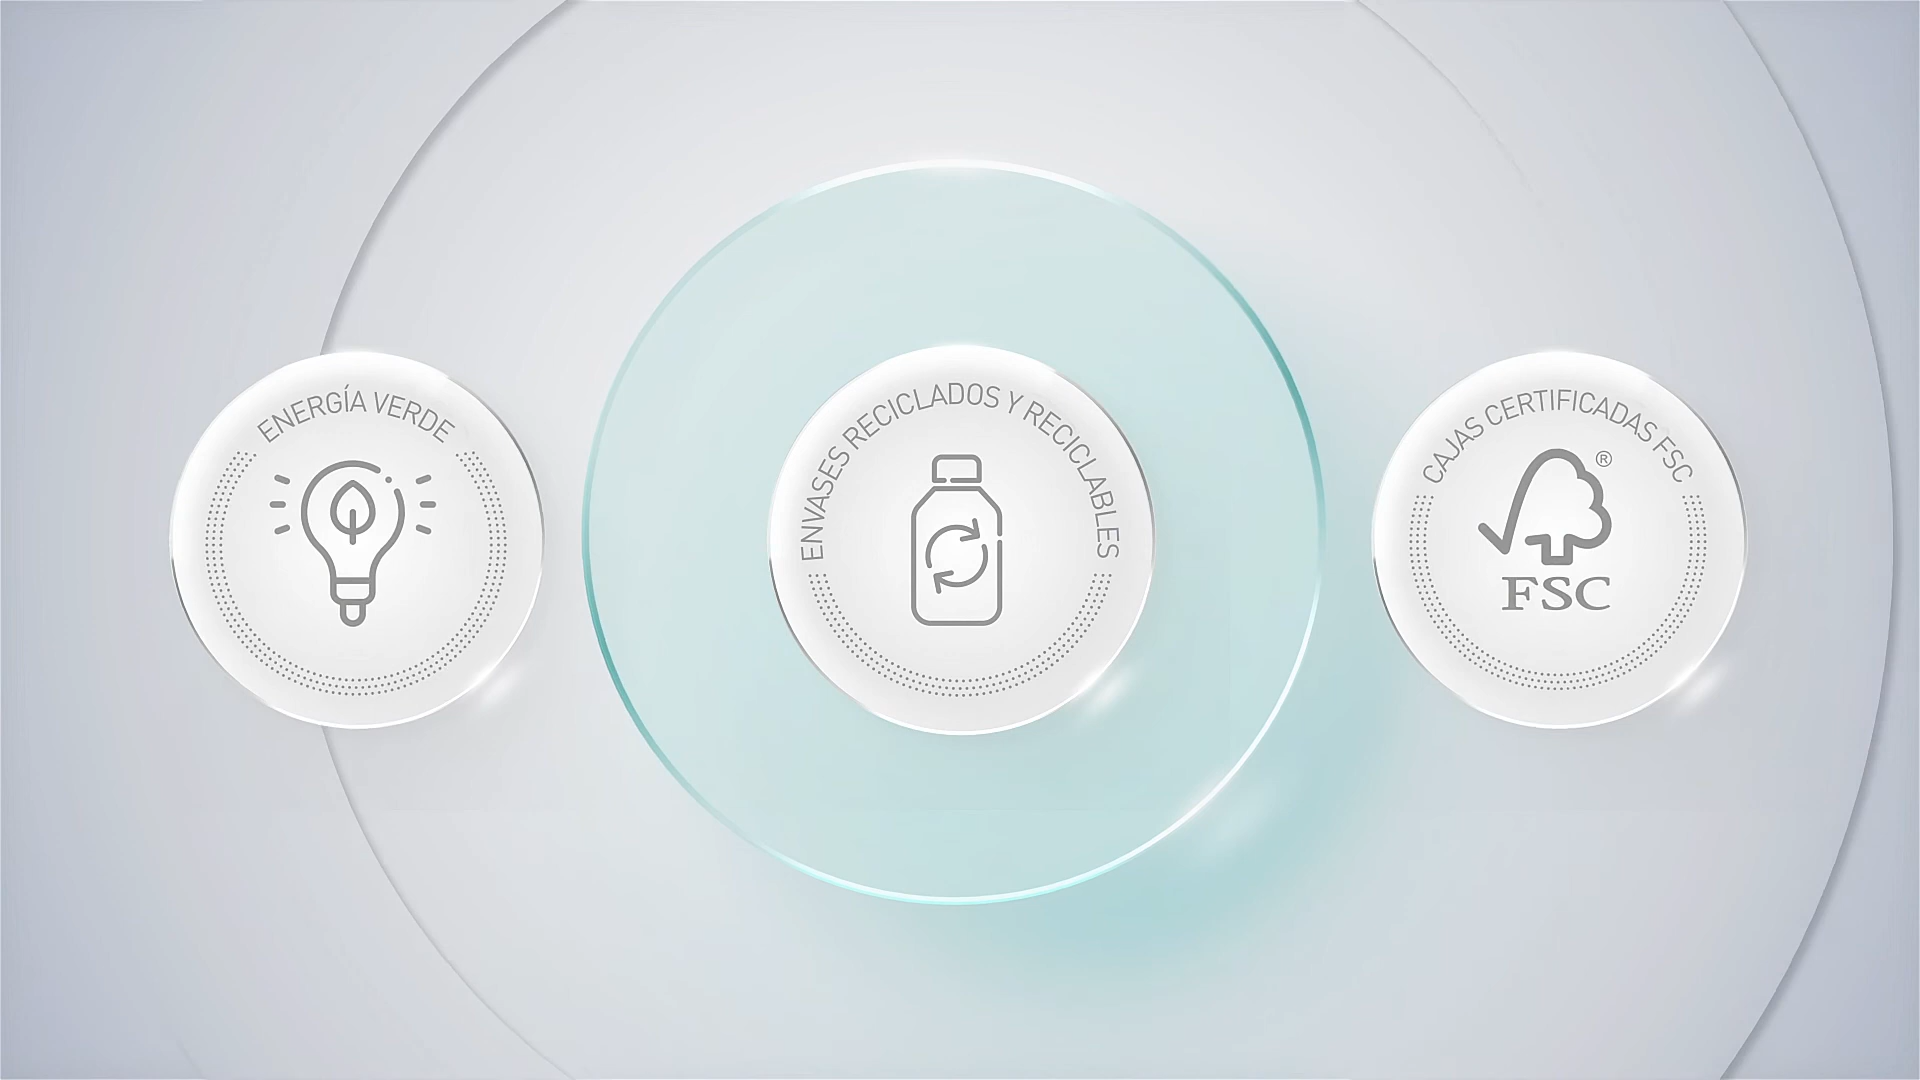 ENERGÍA VERDE
ENVASES RECICLADOS Y RECICLABLES
CAJAS CERTIFICADAS FSC
®
FSC